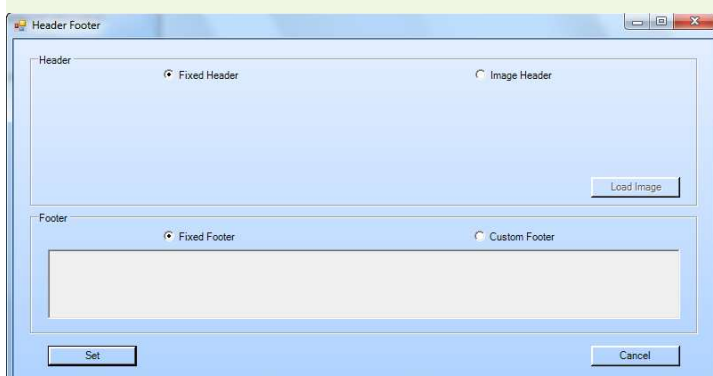 Header Footer
Header
Fixed Header Image Header
Load Image
Footer
Fixed Footer Custom Footer
Set Cancel